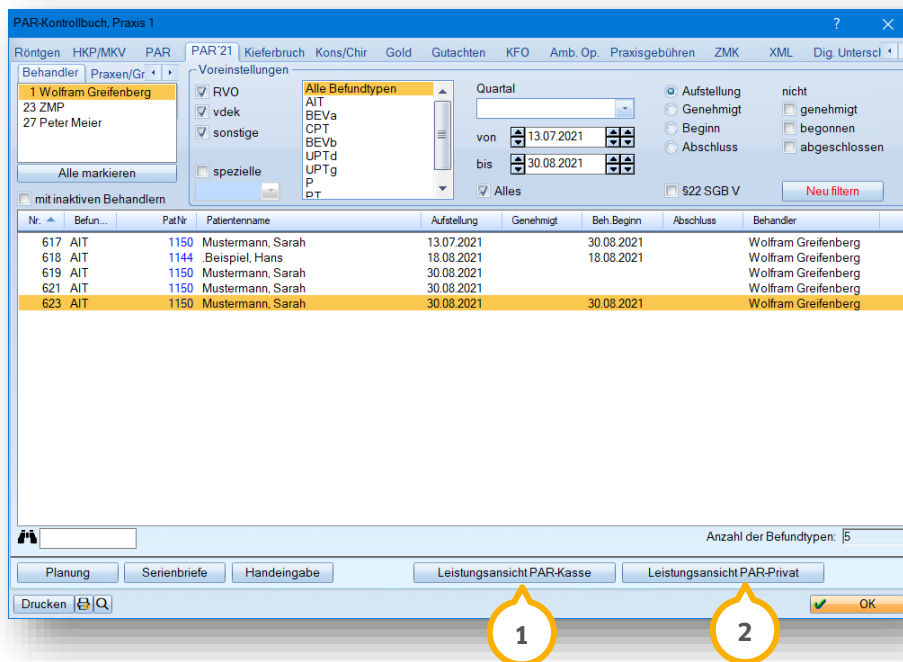 PAR-Kontrollbuch, Praxis 1 ?
Röntgen HKP/MKV PAR PAR'21 Kieferbruch Kons/Chir Gold Gutachten KFO Amb. Op. Praxisgebühren ZMK XML Dig. Untersch
Behandler Praxen/Gr
1 Wolfram Greifenberg
23 ZMP
27 Peter Meier
Alle markieren
mit inaktiven Behandlern
Voreinstellungen
RVO
vdek
sonstige
spezielle
Alle Befundtypen
AIT
BEVa
CPT
BEVb
UPTd
UPTg
P
PT
Quartal
von 13.07.2021
bis 30.08.2021
Alles
Aufstellung
Genehmigt
Beginn
Abschluss
nicht
genehmigt
begonnen
abgeschlossen
§22 SGB V
Neu filtern
Nr. Befun... PatNr Patientenname Aufstellung Genehmigt Beh.Beginn Abschluss Behandler
617 AIT 1150 Mustermann, Sarah 13.07.2021 30.08.2021 Wolfram Greifenberg
618 AIT 1144 .Beispiel, Hans 18.08.2021 18.08.2021 Wolfram Greifenberg
619 AIT 1150 Mustermann, Sarah 30.08.2021 Wolfram Greifenberg
621 AIT 1150 Mustermann, Sarah 30.08.2021 Wolfram Greifenberg
623 AIT 1150 Mustermann, Sarah 30.08.2021 30.08.2021 Wolfram Greifenberg
Anzahl der Befundtypen: 5
Planung Serienbriefe Handeingabe Leistungsansicht PAR-Kasse Leistungsansicht PAR-Privat
Drucken OK
1 2